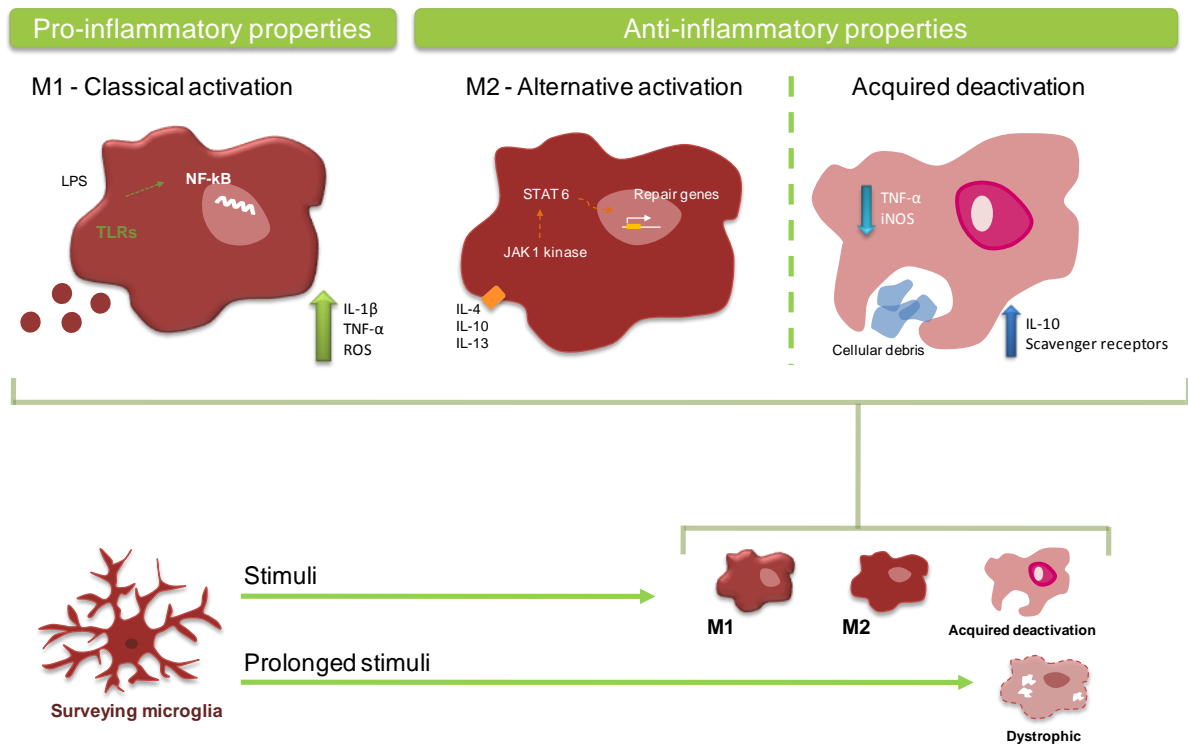 Pro-inflammatory properties
Anti-inflammatory properties
M1 - Classical activation
M2 - Alternative activation
Acquired deactivation
LPS
NF-kB
TLRs
IL-1β
TNF-α
ROS
STAT 6
Repair genes
JAK 1 kinase
IL-4
IL-10
IL-13
TNF-α
iNOS
Cellular debris
IL-10
Scavenger receptors
Stimuli
M1
M2
Acquired deactivation
Prolonged stimuli
Surveying microglia
Dystrophic